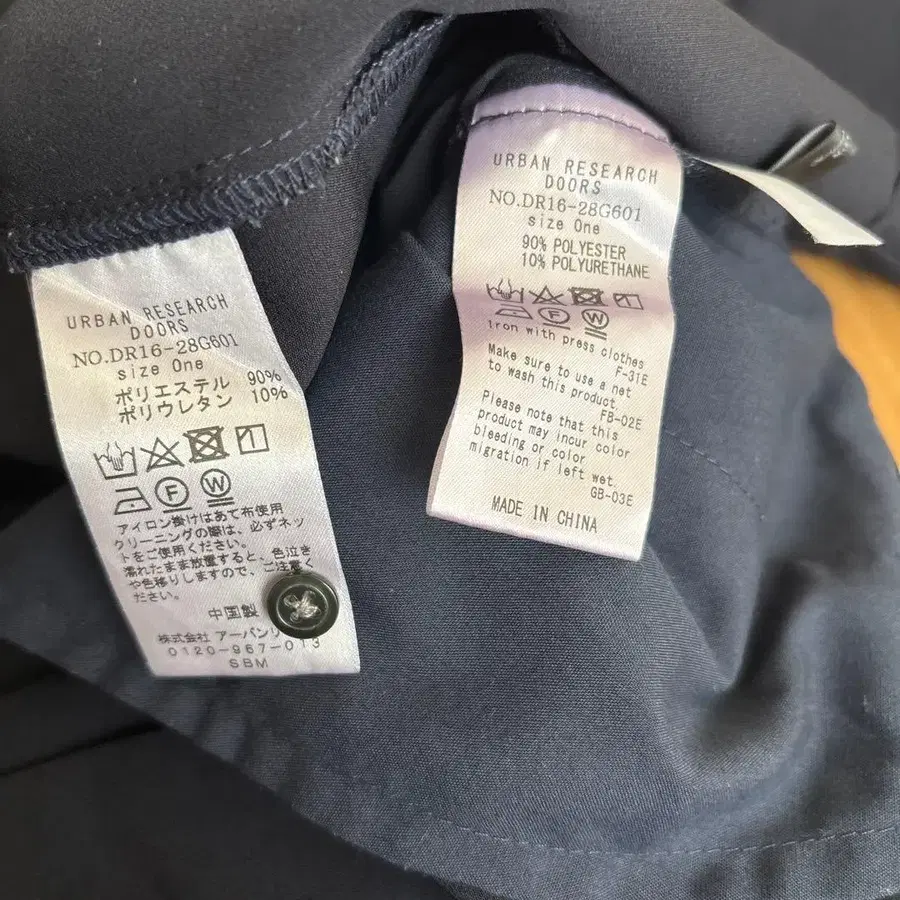 URBAN RESEARCH
DOORS
NO.DR16-28G601
size One
ポリエステル 90%
ポリウレタン 10%
F W
アイロン掛けはあて布使用
クリーニングの際は、必ずネッ
トをご使用ください。
濡れたまま放置すると、色泣き
や色移りしますので、ご注意く
ださい。
中国製
株式会社 アーバンリ
0120-967-013
SBM
URBAN RESEARCH
DOORS
NO.DR16-28G601
size One
90% POLYESTER
10% POLYURETHANE
F W
Iron with press clothes
F-31E
Make sure to use a net
to wash this product
FB-02E
Please note that this
product may incur color
bleeding or color
migration if left wet.
GB-03E
MADE IN CHINA